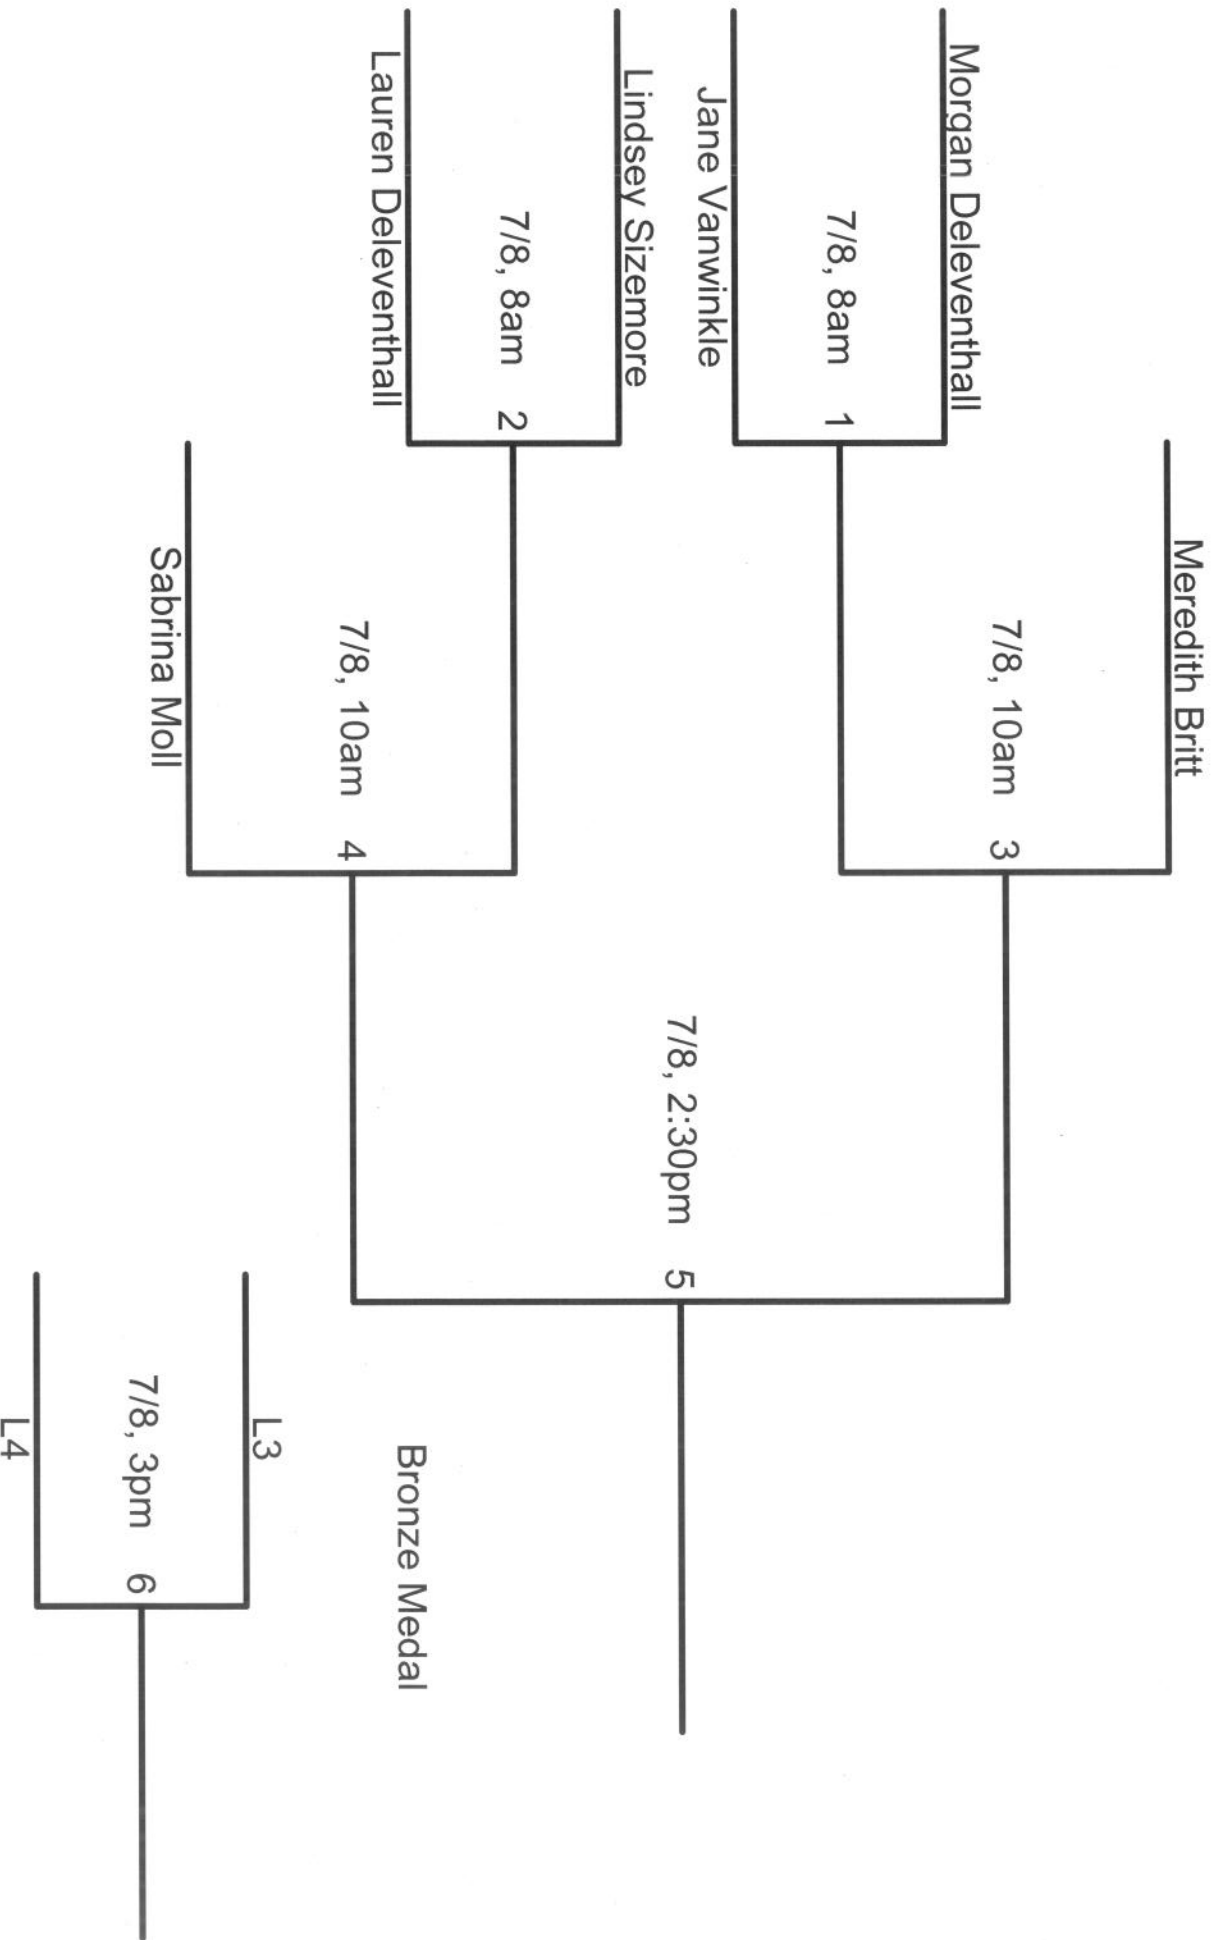 Meredith Britt
7/8, 10am 3
Morgan Deleventhall
7/8, 8am 1
Jane Vanwinkle
7/8, 2:30pm 5
Lindsey Sizemore
7/8, 8am 2
Lauren Deleventhall
Bronze Medal
7/8, 10am 4
L3
Sabrina Moll
7/8, 3pm 6
L4